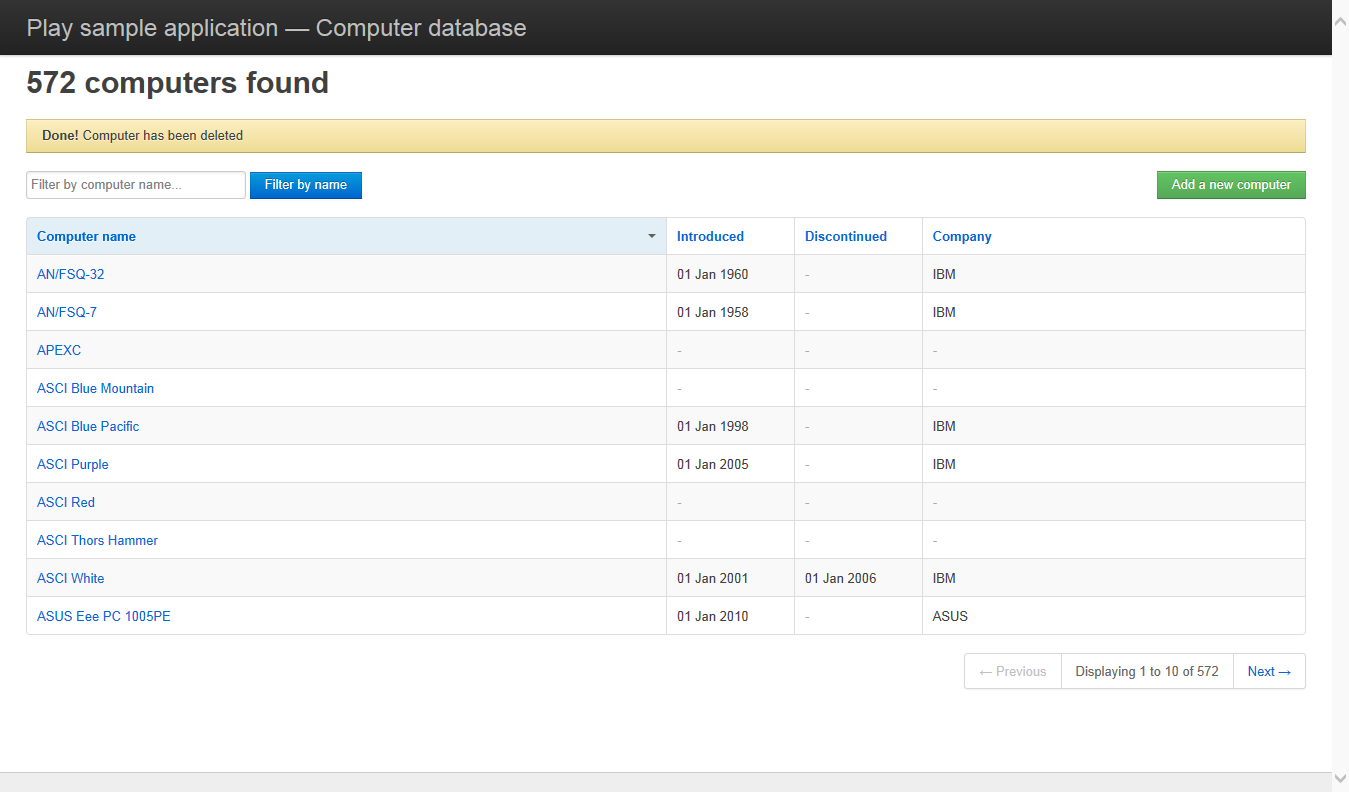 Play sample application — Computer database
572 computers found
Done! Computer has been deleted
Filter by computer name... Filter by name Add a new computer
Computer name Introduced Discontinued Company
AN/FSQ-32 01 Jan 1960 - IBM
AN/FSQ-7 01 Jan 1958 - IBM
APEXC - - -
ASCI Blue Mountain - - -
ASCI Blue Pacific 01 Jan 1998 - IBM
ASCI Purple 01 Jan 2005 - IBM
ASCI Red - - -
ASCI Thors Hammer - - -
ASCI White 01 Jan 2001 01 Jan 2006 IBM
ASUS Eee PC 1005PE 01 Jan 2010 - ASUS
← Previous Displaying 1 to 10 of 572 Next →